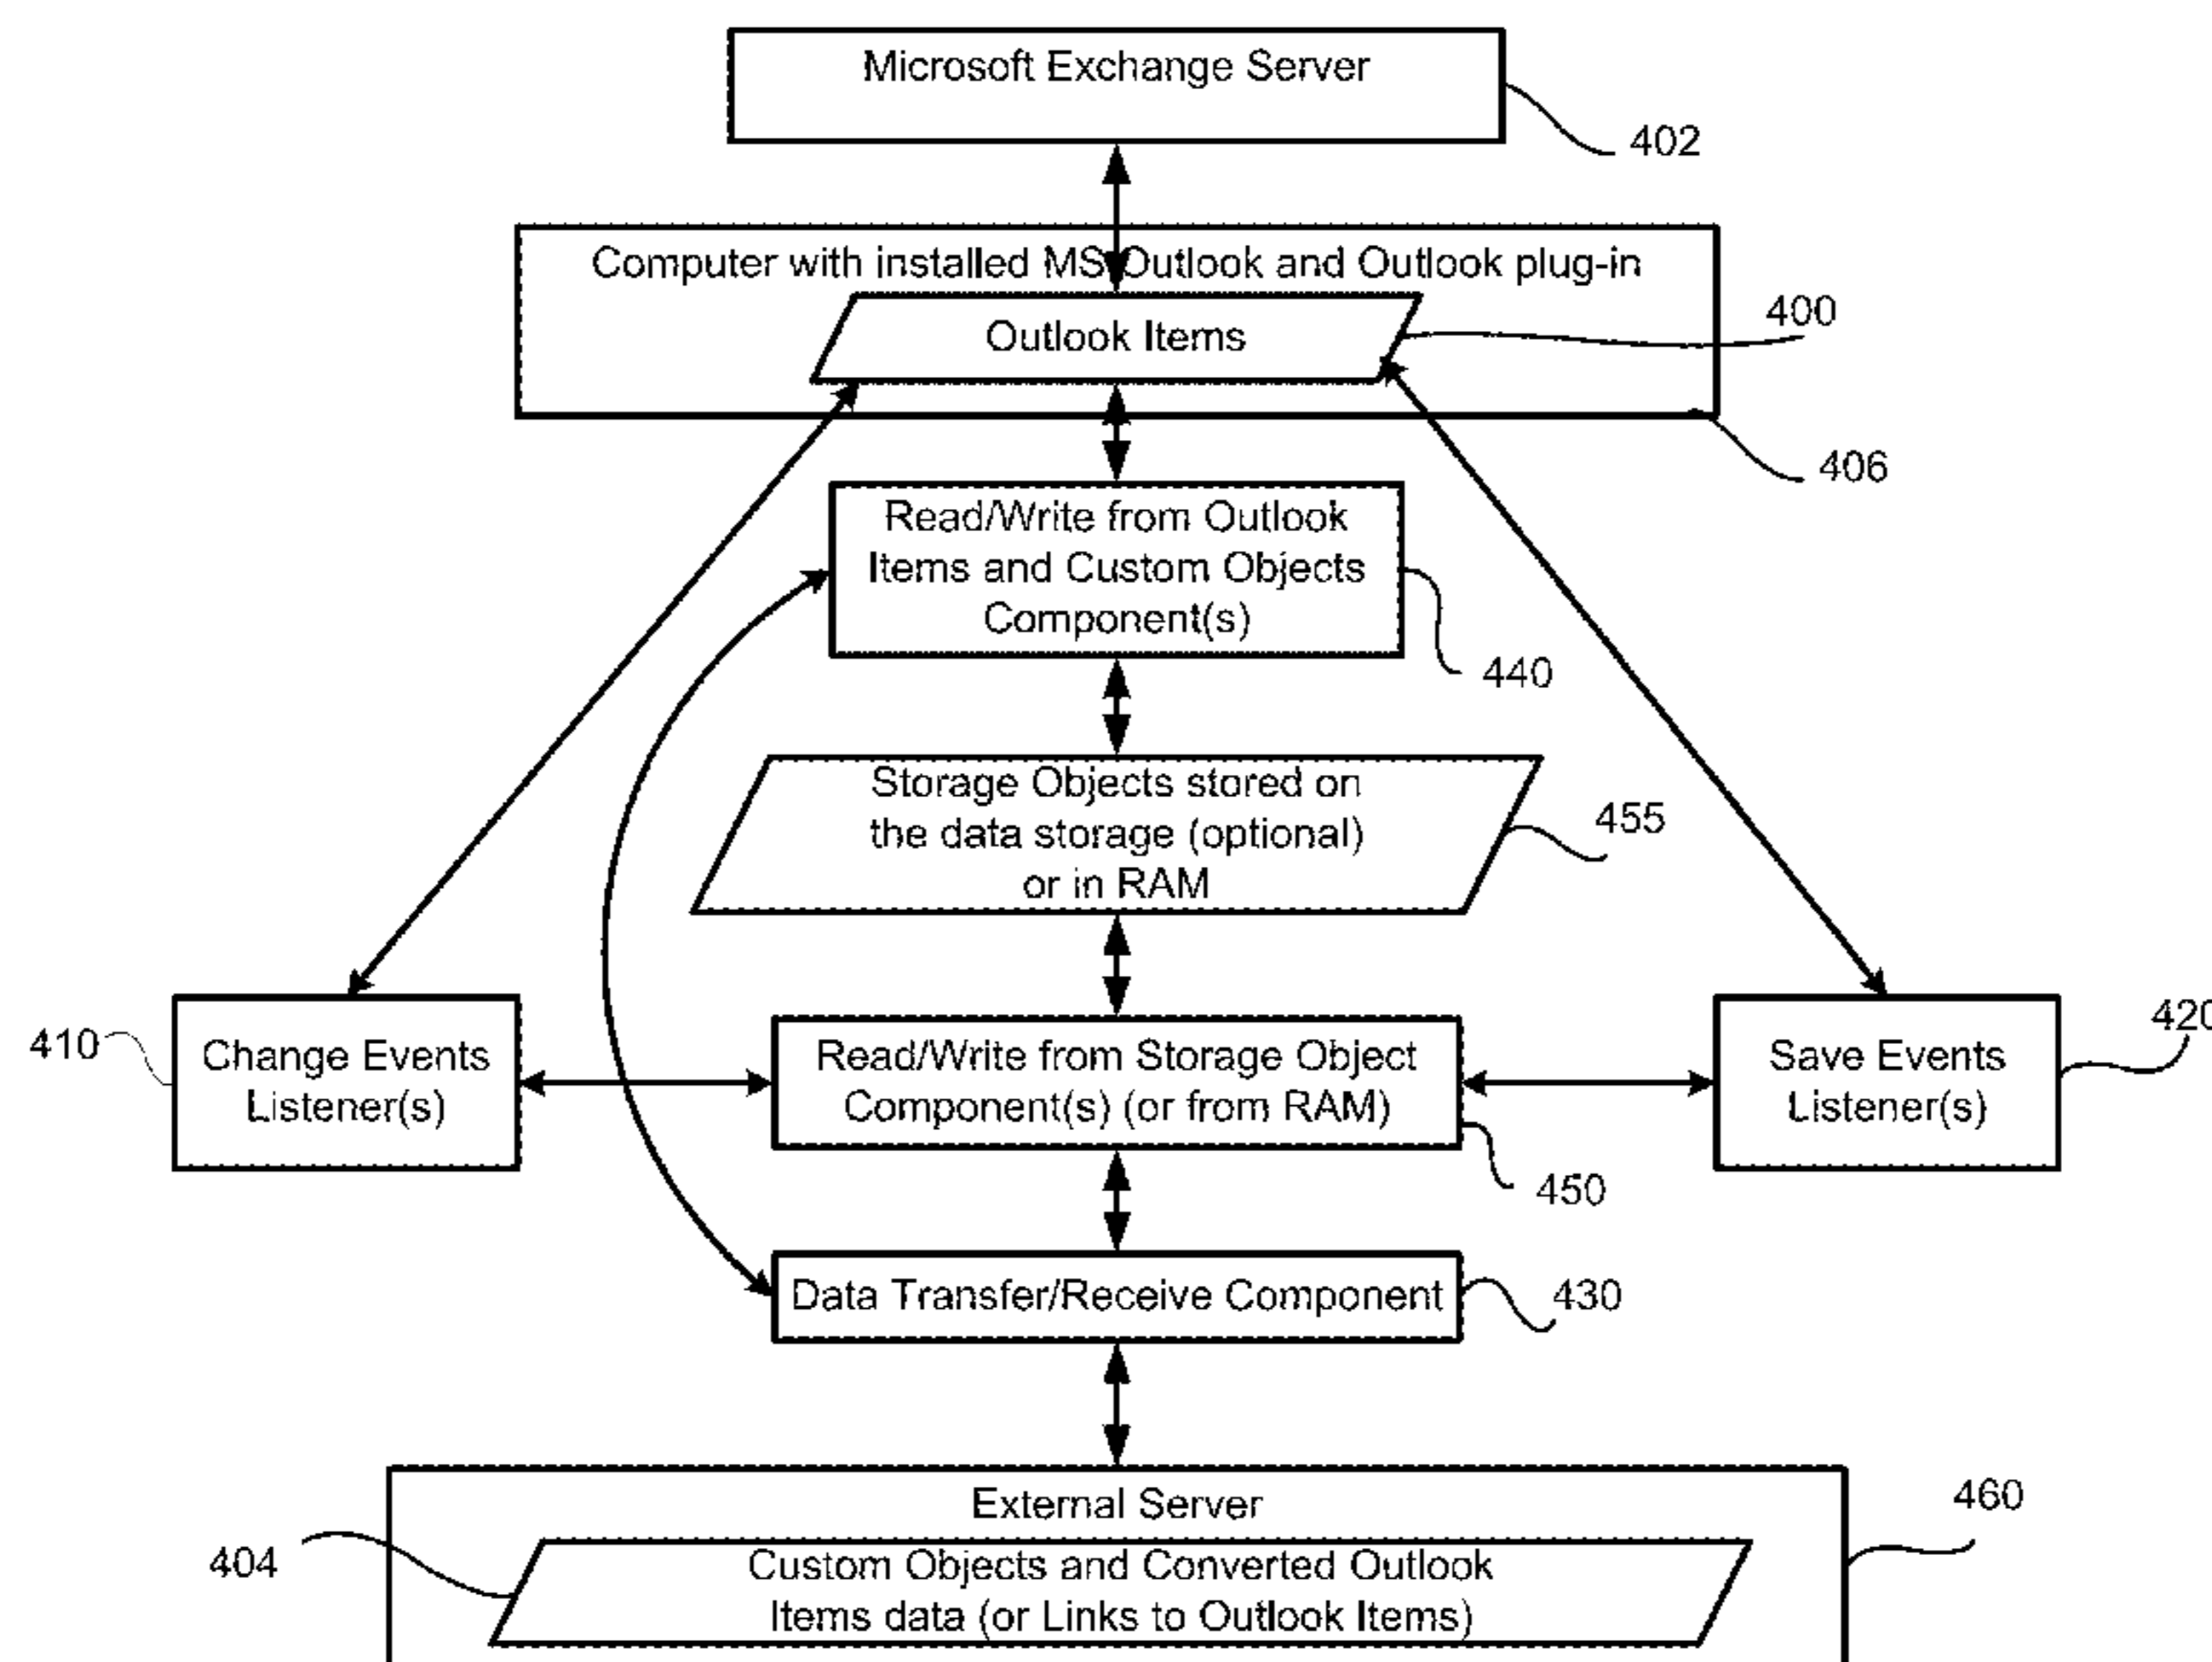 Microsoft Exchange Server
402
Computer with installed MS Outlook and Outlook plug-in
Outlook Items
400
406
Read/Write from Outlook
Items and Custom Objects
Component(s)
440
Storage Objects stored on
the data storage (optional)
or in RAM
455
410
Change Events
Listener(s)
Read/Write from Storage Object
Component(s) (or from RAM)
450
Save Events
Listener(s)
420
Data Transfer/Receive Component
430
External Server
460
404
Custom Objects and Converted Outlook
Items data (or Links to Outlook Items)